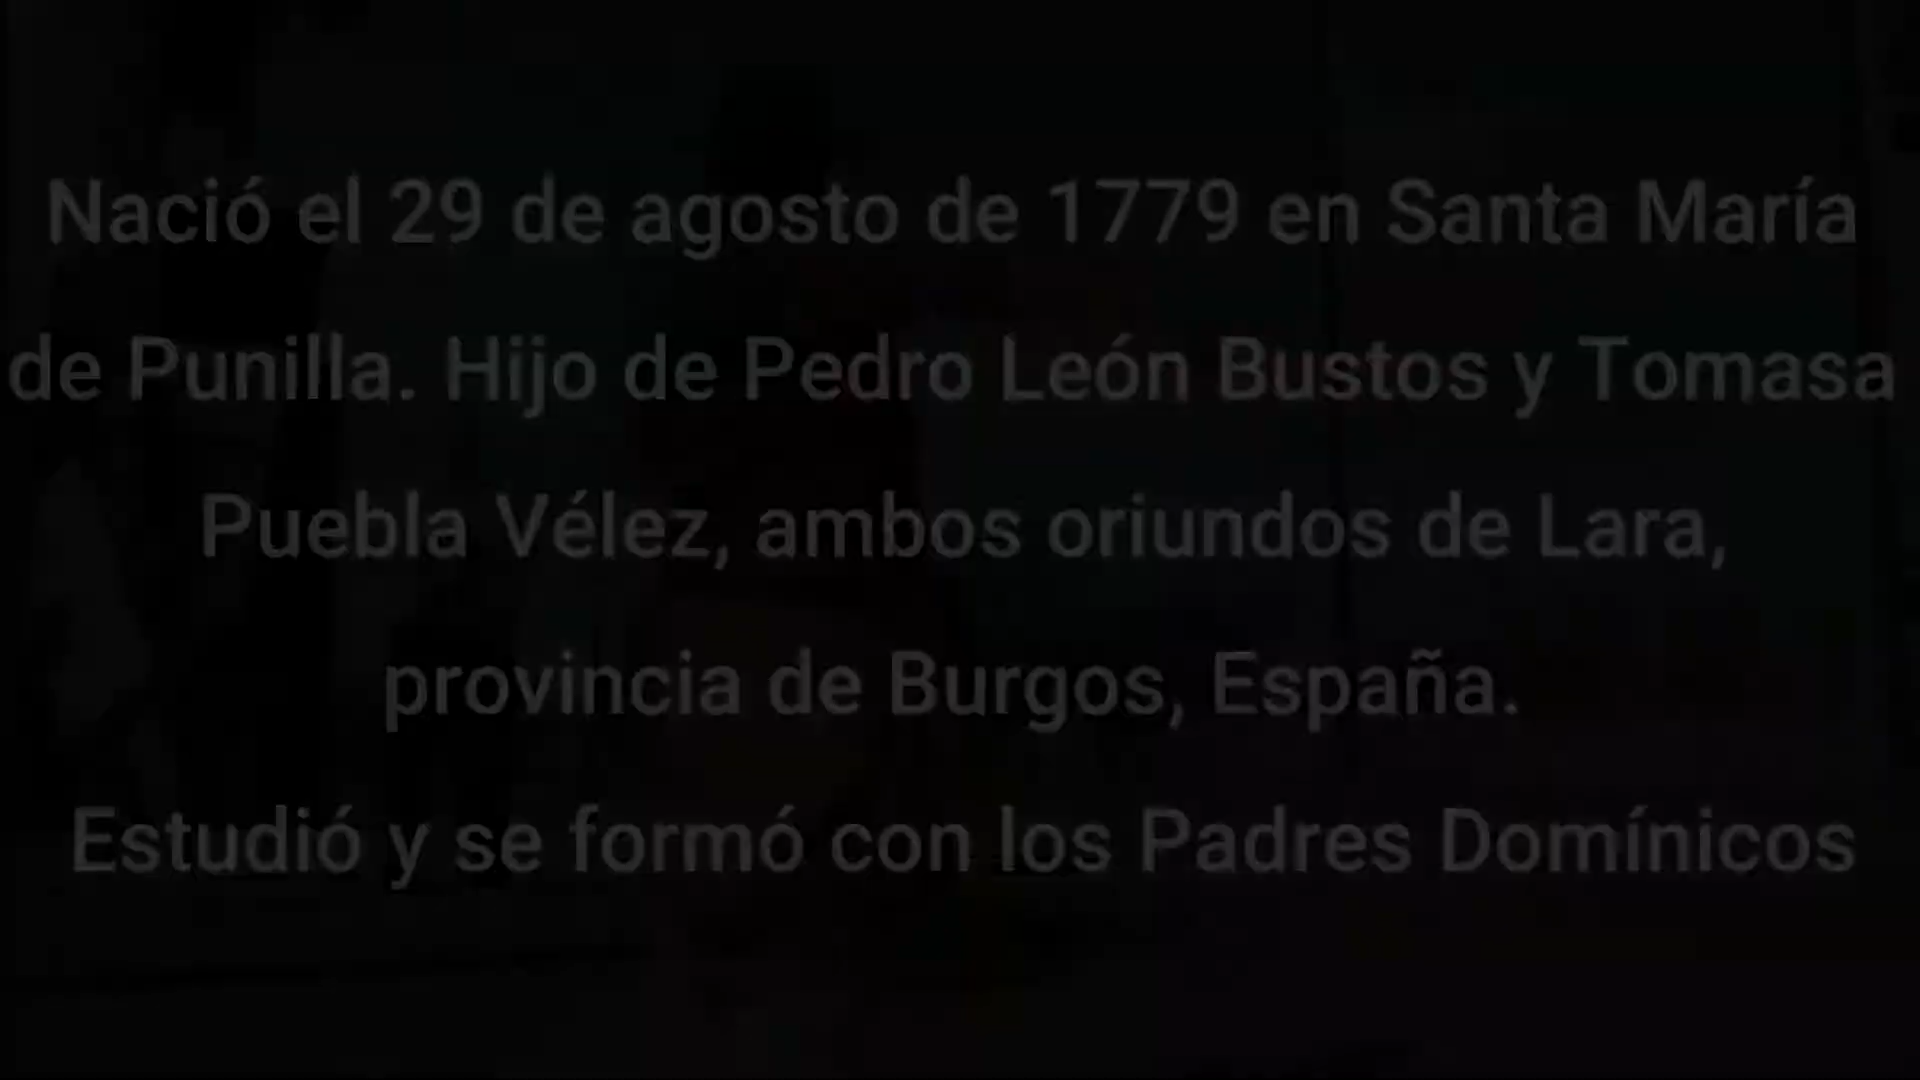 Nació el 29 de agosto de 1779 en Santa María
de Punilla. Hijo de Pedro León Bustos y Tomasa
Puebla Vélez, ambos oriundos de Lara,
provincia de Burgos, España.
Estudió y se formó con los Padres Domínicos